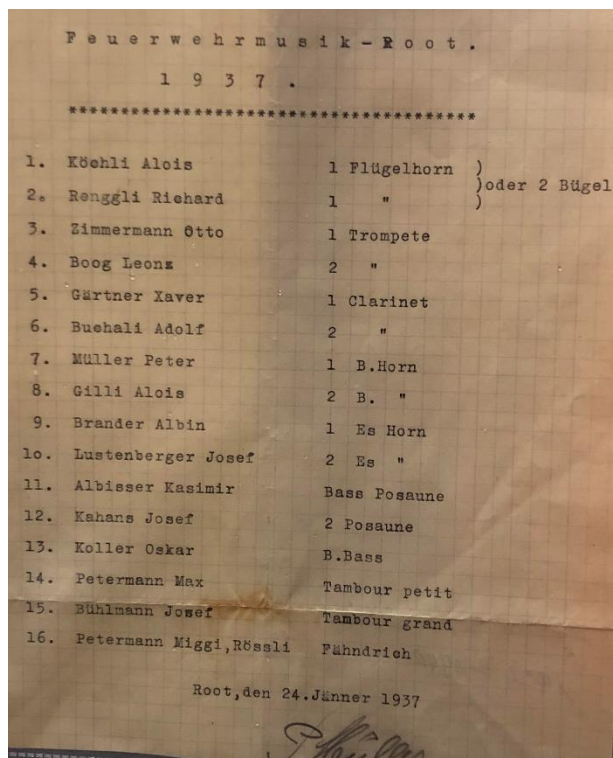 Feuerwehrmusik-Root.
1937.
****************************************
1. Köchli Alois 1 Flügelhorn )
)oder 2 Bügel
2. Renggli Richard 1 " )
3. Zimmermann Otto 1 Trompete
4. Boog Leonz 2 "
5. Gärtner Xaver 1 Clarinet
6. Buchali Adolf 2 "
7. Müller Peter 1 B.Horn
8. Gilli Alois 2 B. "
9. Brander Albin 1 Es Horn
lo. Lustenberger Josef 2 Es "
11. Albisser Kasimir Bass Posaune
12. Kahans Josef 2 Posaune
13. Koller Oskar B.Bass
14. Petermann Max Tambour petit
15. Bühlmann Josef Tambour grand
16. Petermann Miggi,Rössli Fähndrich
Root,den 24.Jänner 1937